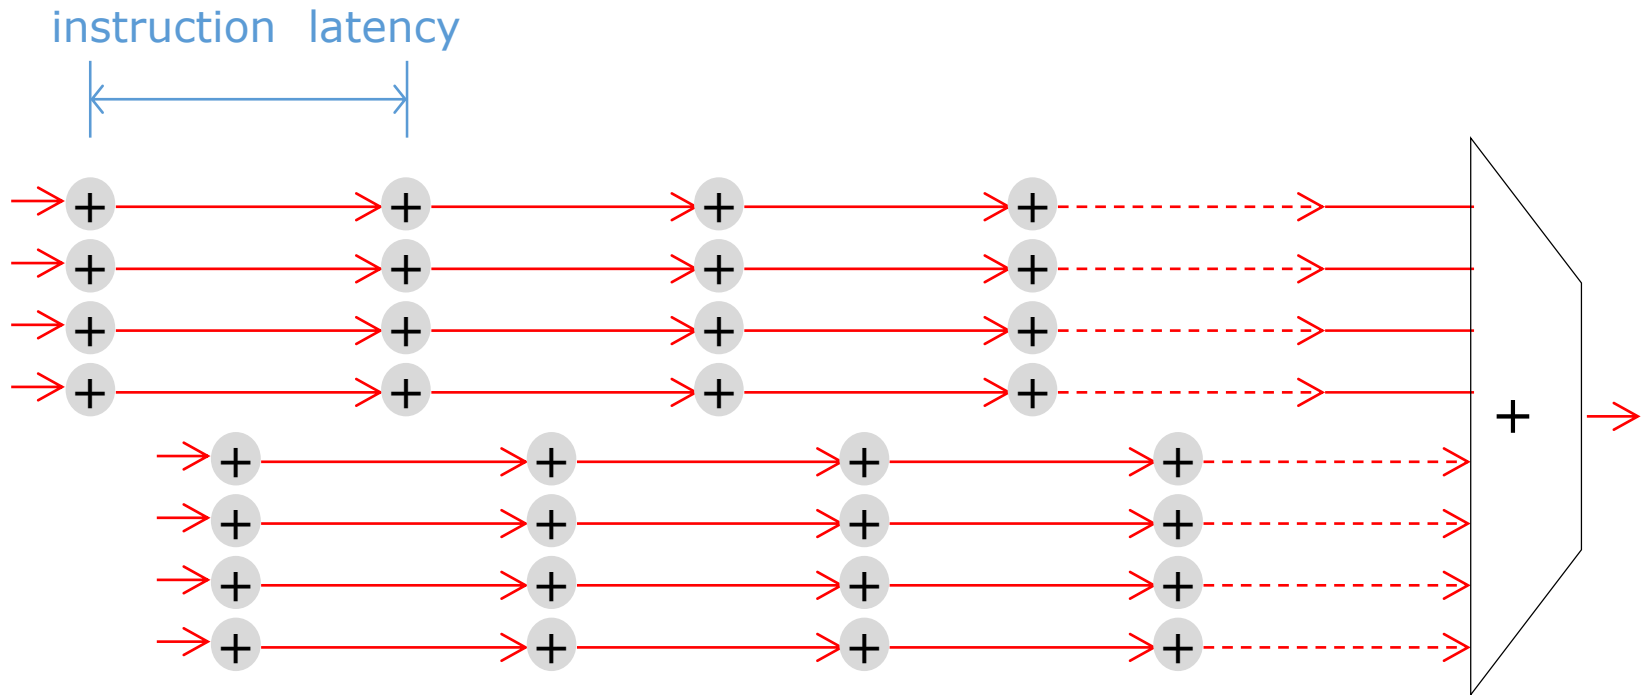 instruction latency
+ + + +
+ + + +
+ + + +
+ + + +
+
+ + + +
+ + + +
+ + + +
+ + + +